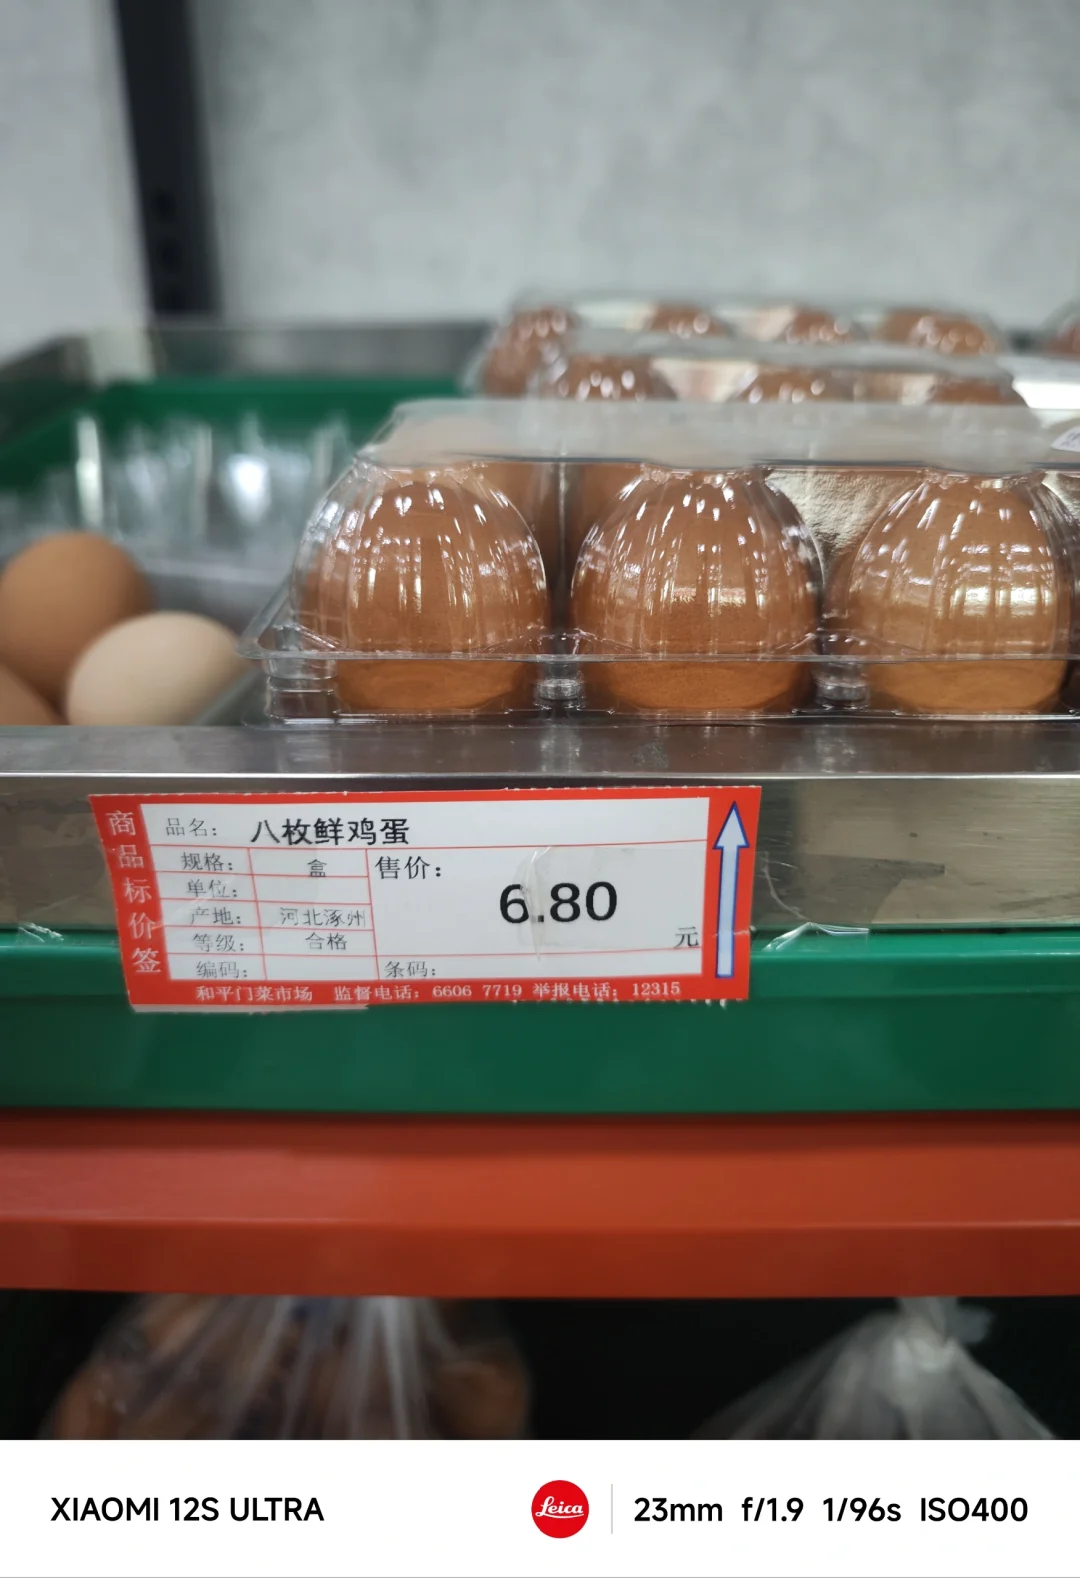 商品标价签
品名： 八枚鲜鸡蛋
规格： 盒
售价：
单位：
6.80
产地： 河北涿州
元
等级： 合格
编码：
条码：
和平门菜市场 监督电话：6606 7719 举报电话：12315
XIAOMI 12S ULTRA
Leica
23mm f/1.9 1/96s ISO400